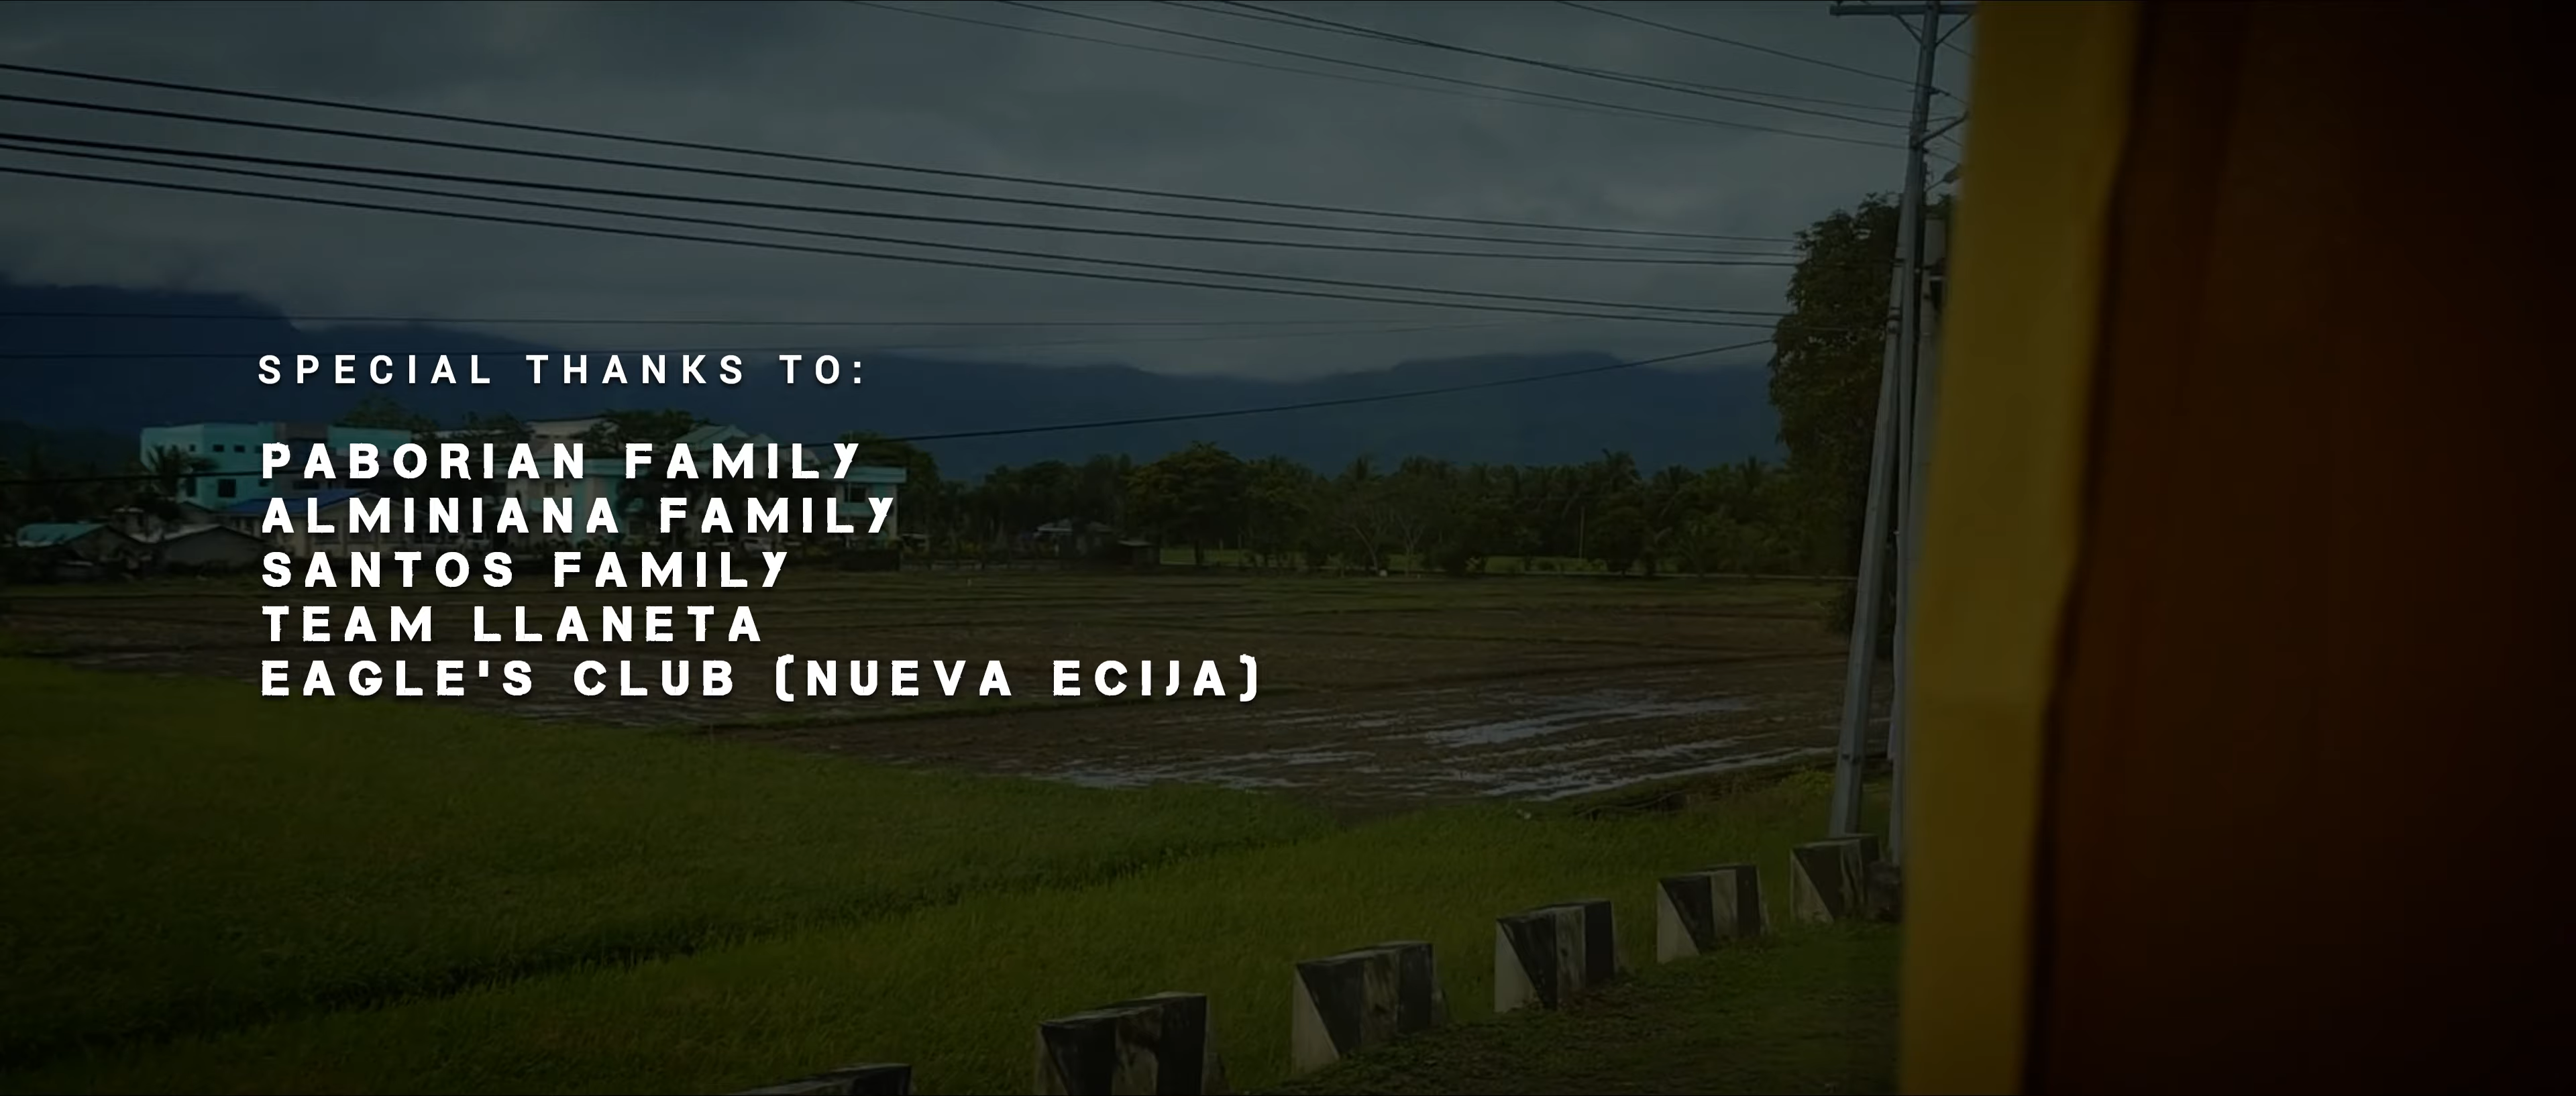 SPECIAL THANKS TO:
PABORIAN FAMILY
ALMINIANA FAMILY
SANTOS FAMILY
TEAM LLANETA
EAGLE'S CLUB (NUEVA ECIJA)